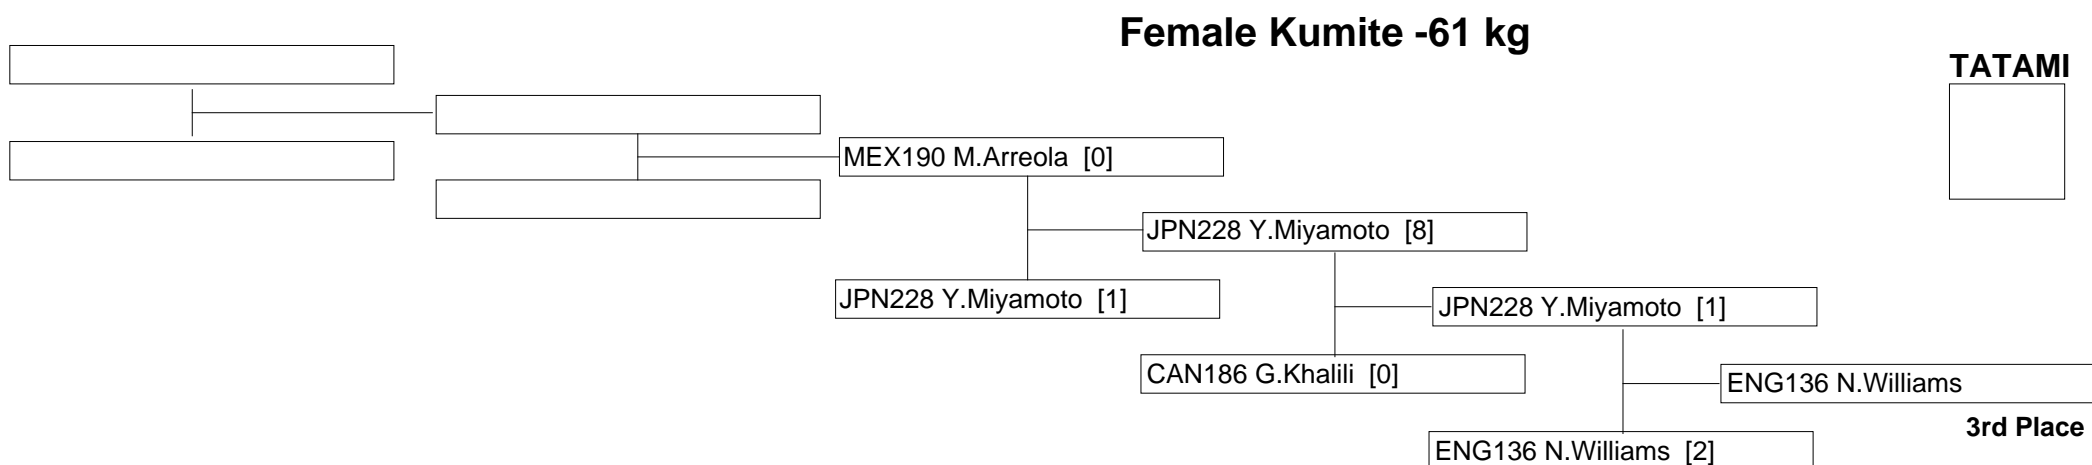 Female Kumite -61 kg
TATAMI
MEX190 M.Arreola [0]
JPN228 Y.Miyamoto [8]
JPN228 Y.Miyamoto [1]
JPN228 Y.Miyamoto [1]
CAN186 G.Khalili [0]
ENG136 N.Williams
3rd Place
ENG136 N.Williams [2]